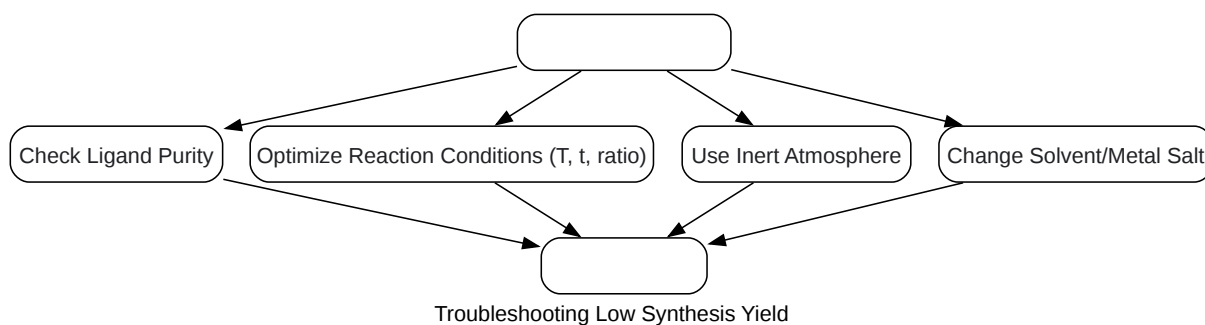 Check Ligand Purity
Optimize Reaction Conditions (T, t, ratio)
Use Inert Atmosphere
Change Solvent/Metal Salt
Troubleshooting Low Synthesis Yield